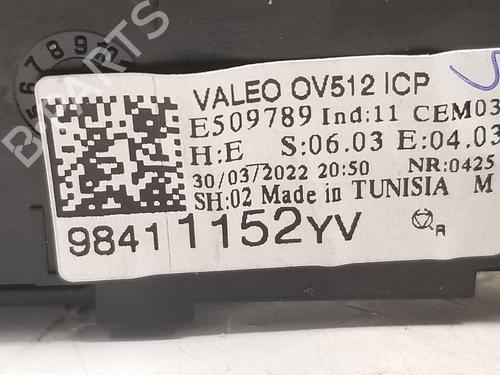 VALEO OV512 ICP
E509789 Ind:11 CEM03
H:E S:06.03 E:04.03
30/03/2022 20:50 NR:0425
SH:02 Made in TUNISIA M
9841 1152YV
R